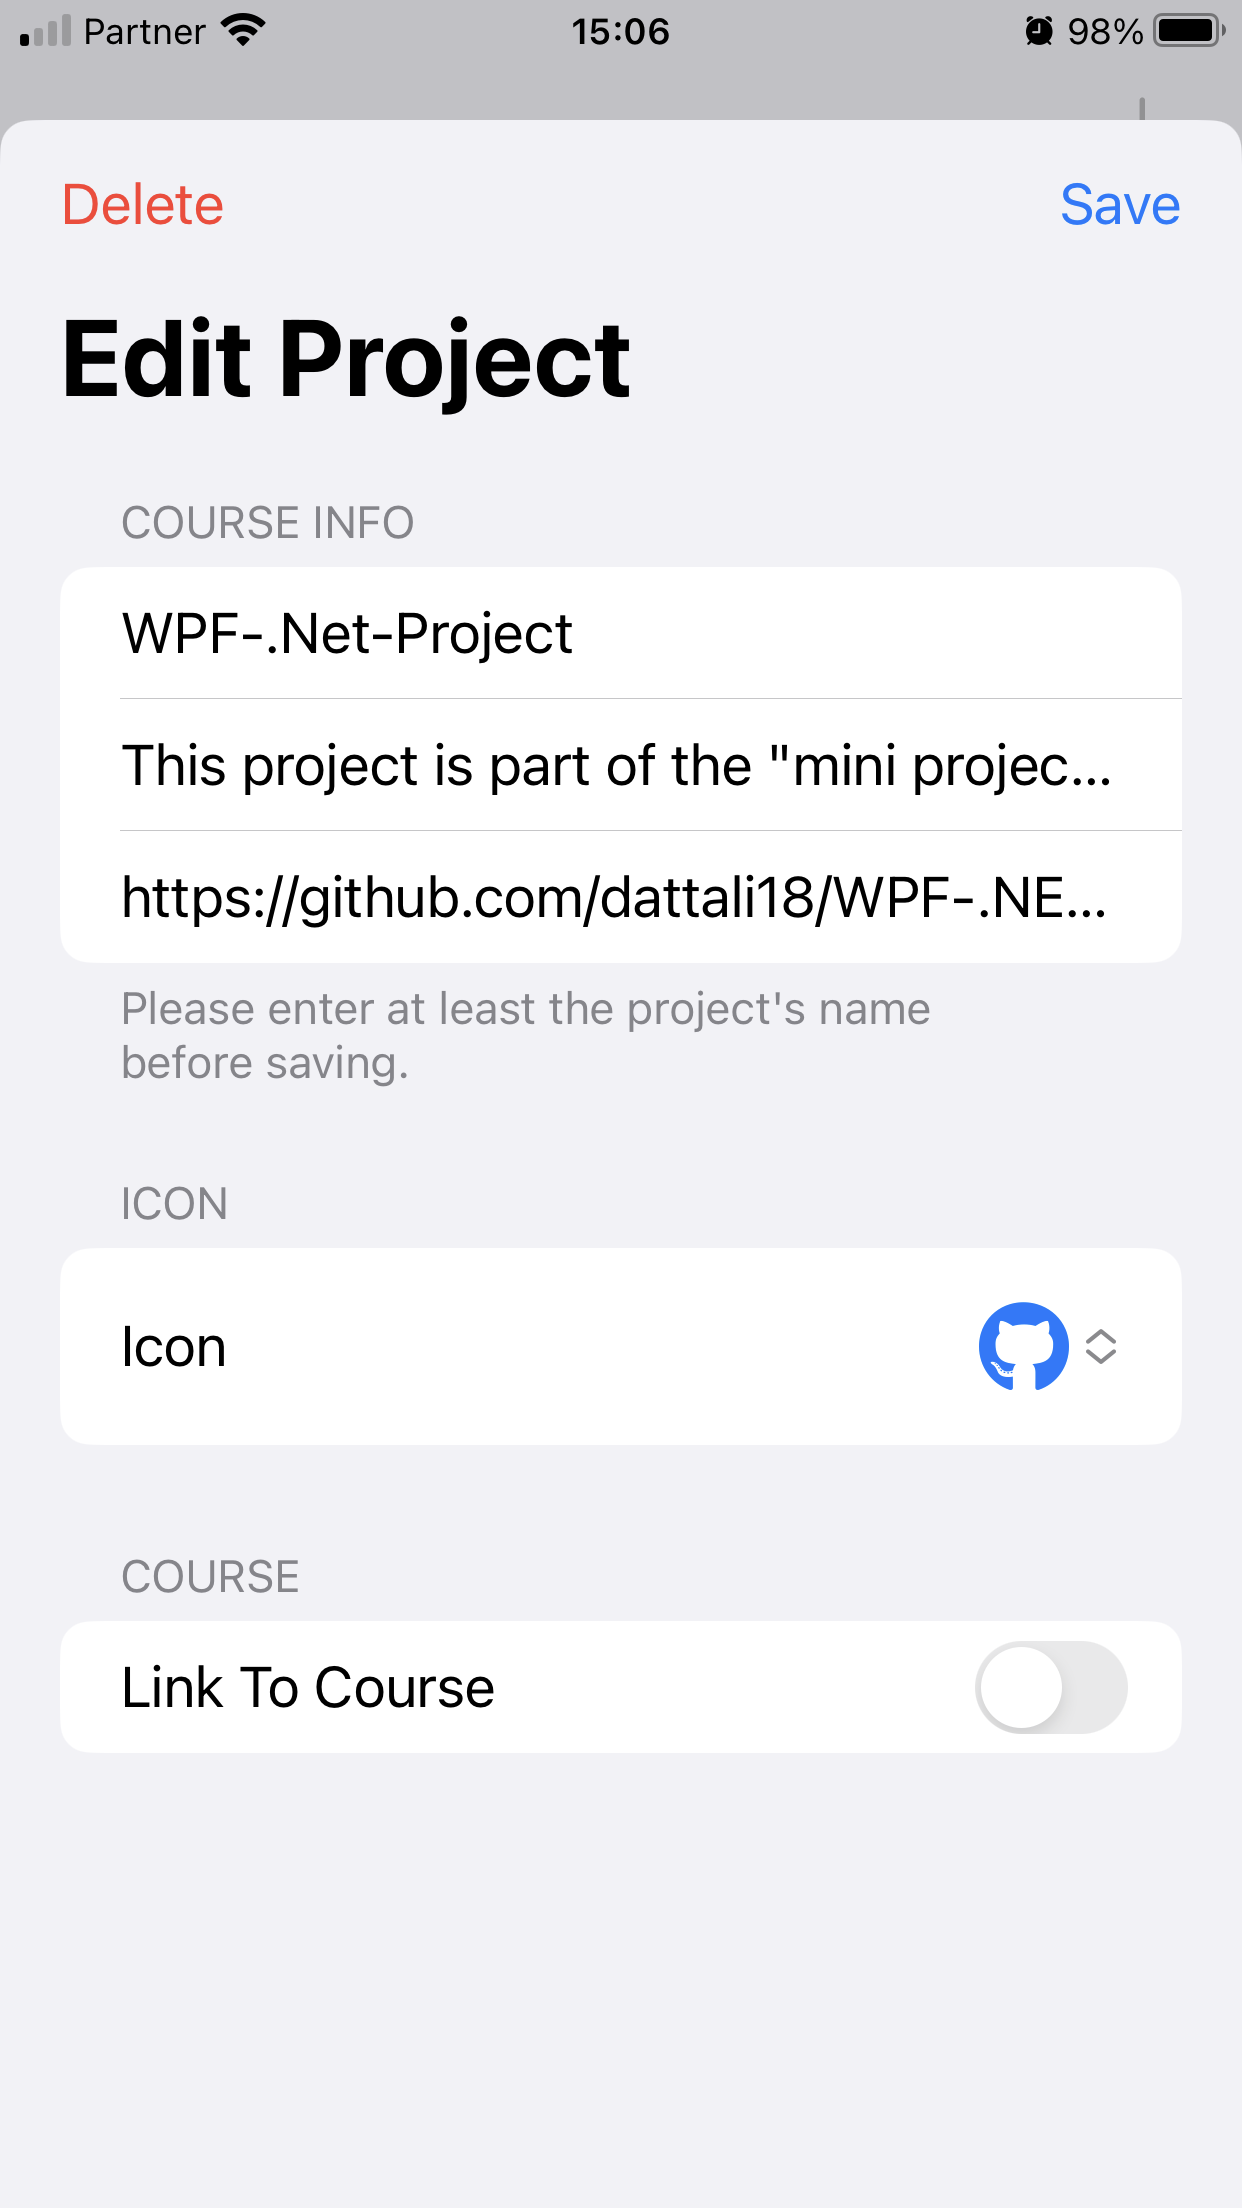 Partner 15:06 98%
Delete Save
Edit Project
COURSE INFO
WPF-.Net-Project
This project is part of the "mini projec...
https://github.com/dattali18/WPF-.NE...
Please enter at least the project's name
before saving.
ICON
Icon
COURSE
Link To Course